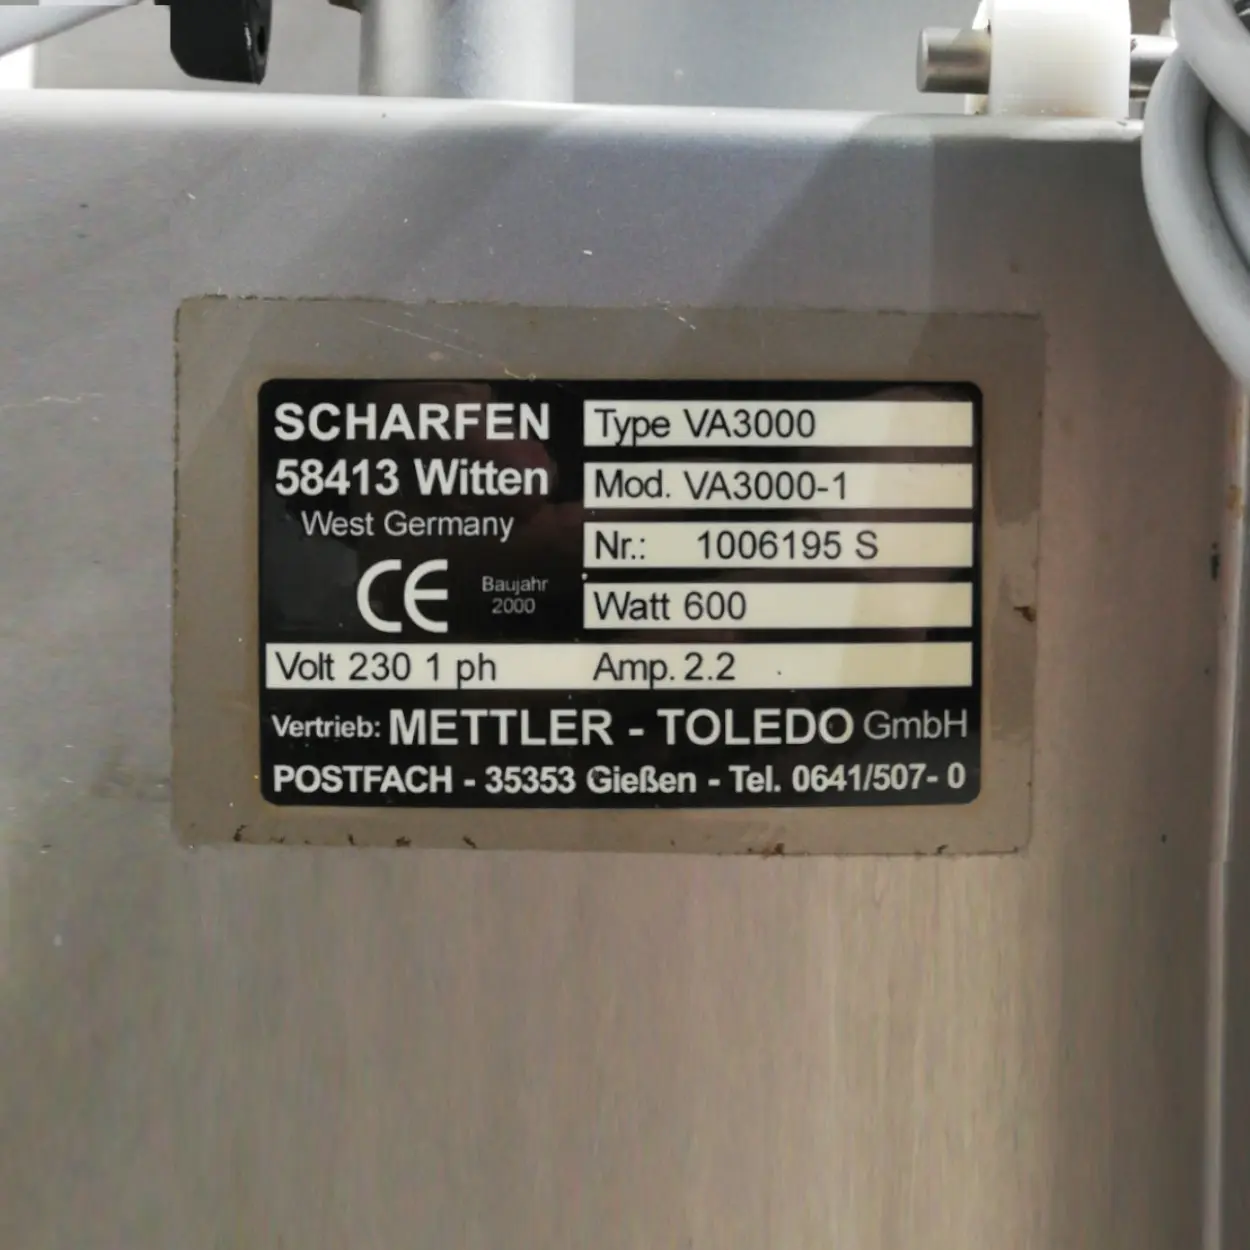 SCHARFEN
58413 Witten
West Germany
CE
Baujahr
2000
Type VA3000
Mod. VA3000-1
Nr.: 1006195 S
Watt 600
Volt 230 1 ph Amp. 2.2
Vertrieb: METTLER - TOLEDO GmbH
POSTFACH - 35353 Gießen - Tel. 0641/507- 0